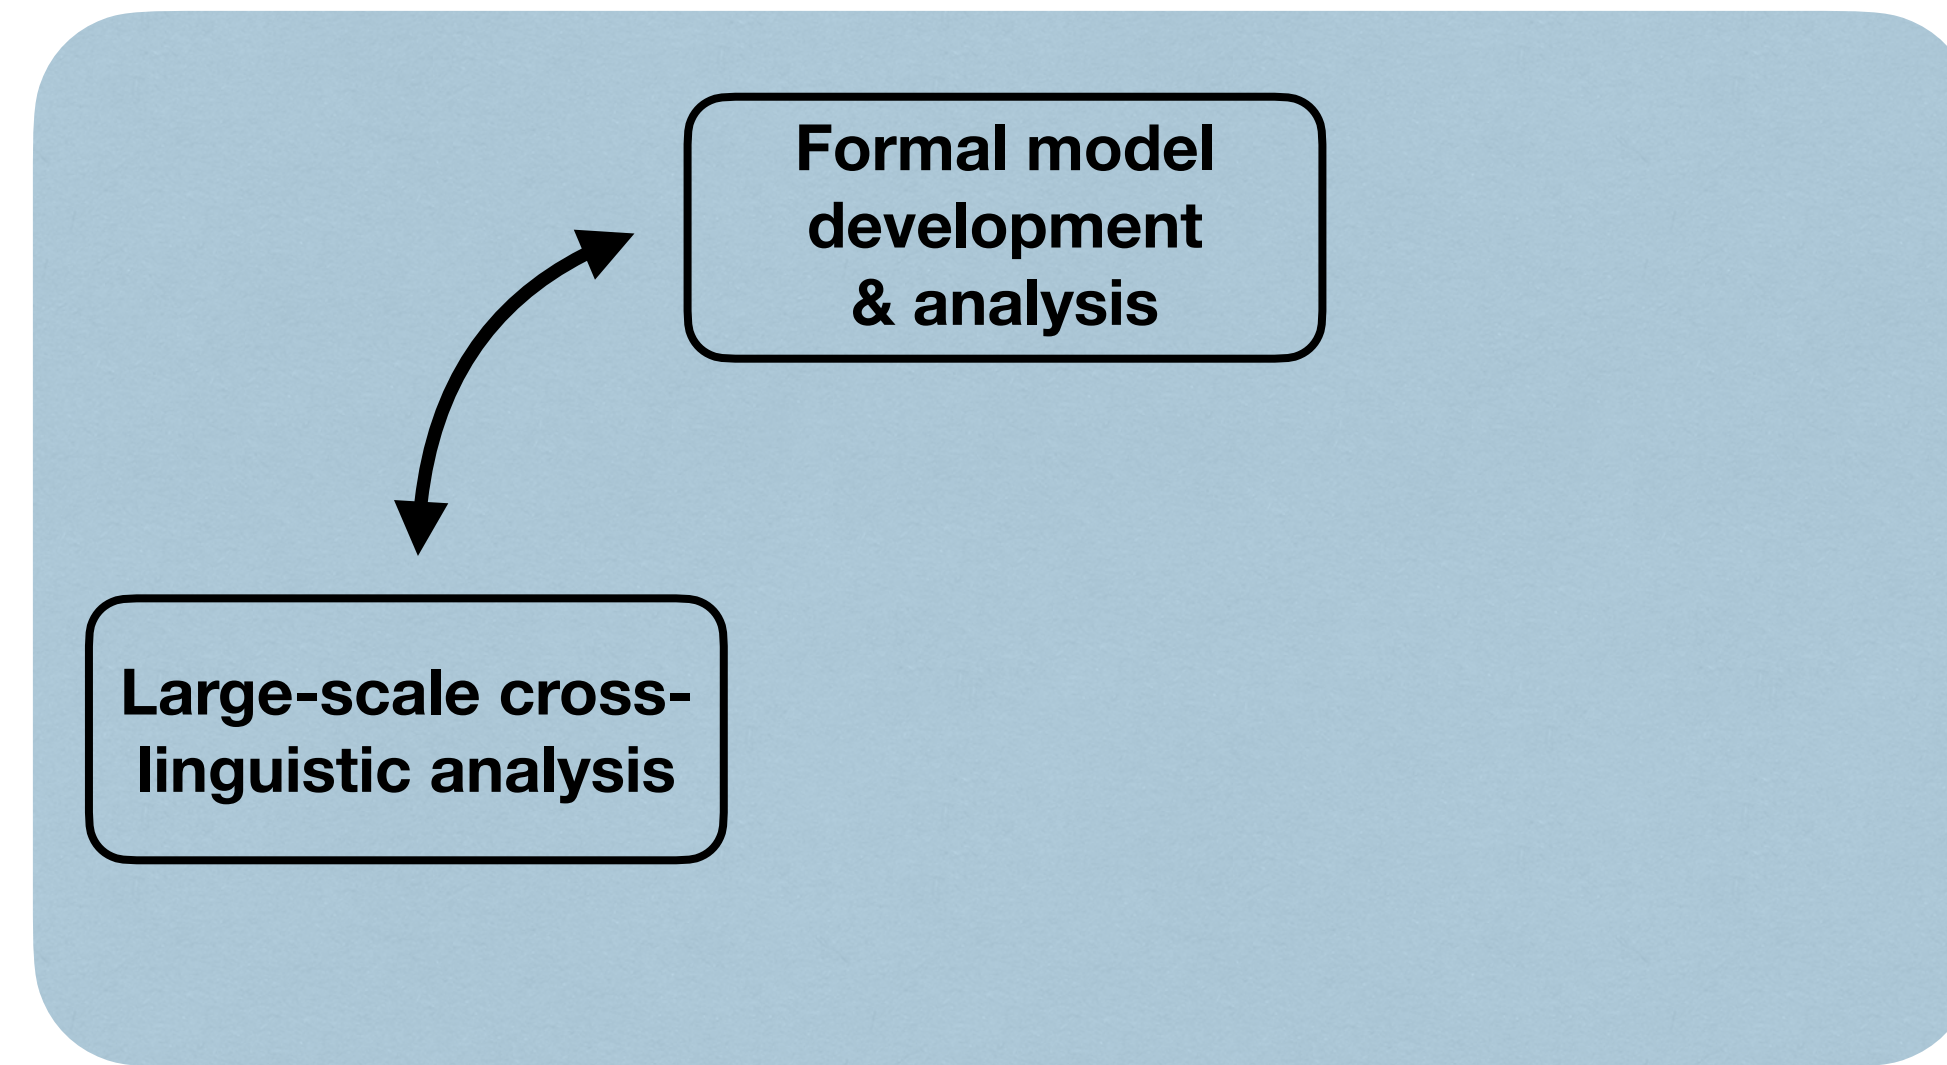 Formal model
development
& analysis
Large-scale cross-
linguistic analysis